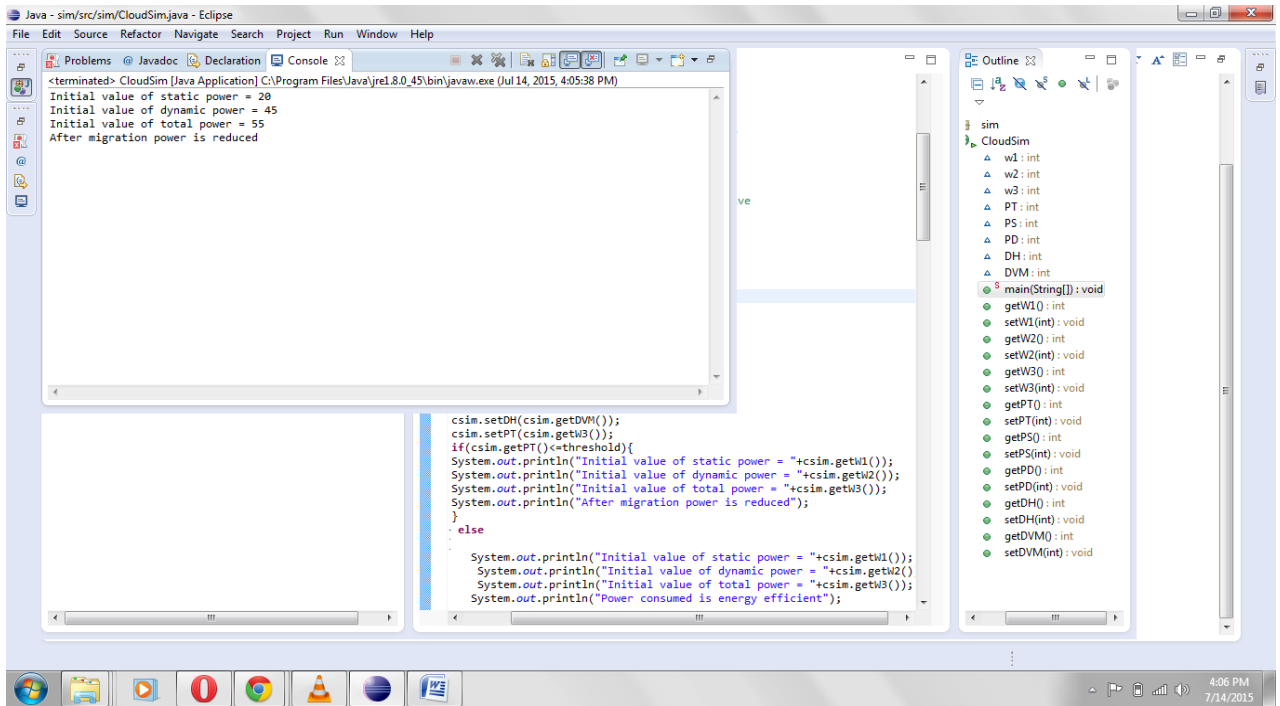 Java - sim/src/sim/CloudSim.java - Eclipse
File Edit Source Refactor Navigate Search Project Run Window Help
Problems @ Javadoc Declaration Console
<terminated> CloudSim [Java Application] C:\Program Files\Java\jre1.8.0_45\bin\javaw.exe (Jul 14, 2015, 4:05:38 PM)
Initial value of static power = 20
Initial value of dynamic power = 45
Initial value of total power = 55
After migration power is reduced
ve
csim.setDH(csim.getDVM());
csim.setPT(csim.getW3());
if(csim.getPT()<=threshold){
System.out.println("Initial value of static power = "+csim.getW1());
System.out.println("Initial value of dynamic power = "+csim.getW2());
System.out.println("Initial value of total power = "+csim.getW3());
System.out.println("After migration power is reduced");
}
else
System.out.println("Initial value of static power = "+csim.getW1());
System.out.println("Initial value of dynamic power = "+csim.getW2()
System.out.println("Initial value of total power = "+csim.getW3());
System.out.println("Power consumed is energy efficient");
Outline
sim
CloudSim
w1 : int
w2 : int
w3 : int
PT : int
PS : int
PD : int
DH : int
DVM : int
main(String[]) : void
getW1() : int
setW1(int) : void
getW2() : int
setW2(int) : void
getW3() : int
setW3(int) : void
getPT() : int
setPT(int) : void
getPS() : int
setPS(int) : void
getPD() : int
setPD(int) : void
getDH() : int
setDH(int) : void
getDVM() : int
setDVM(int) : void
4:06 PM
7/14/2015